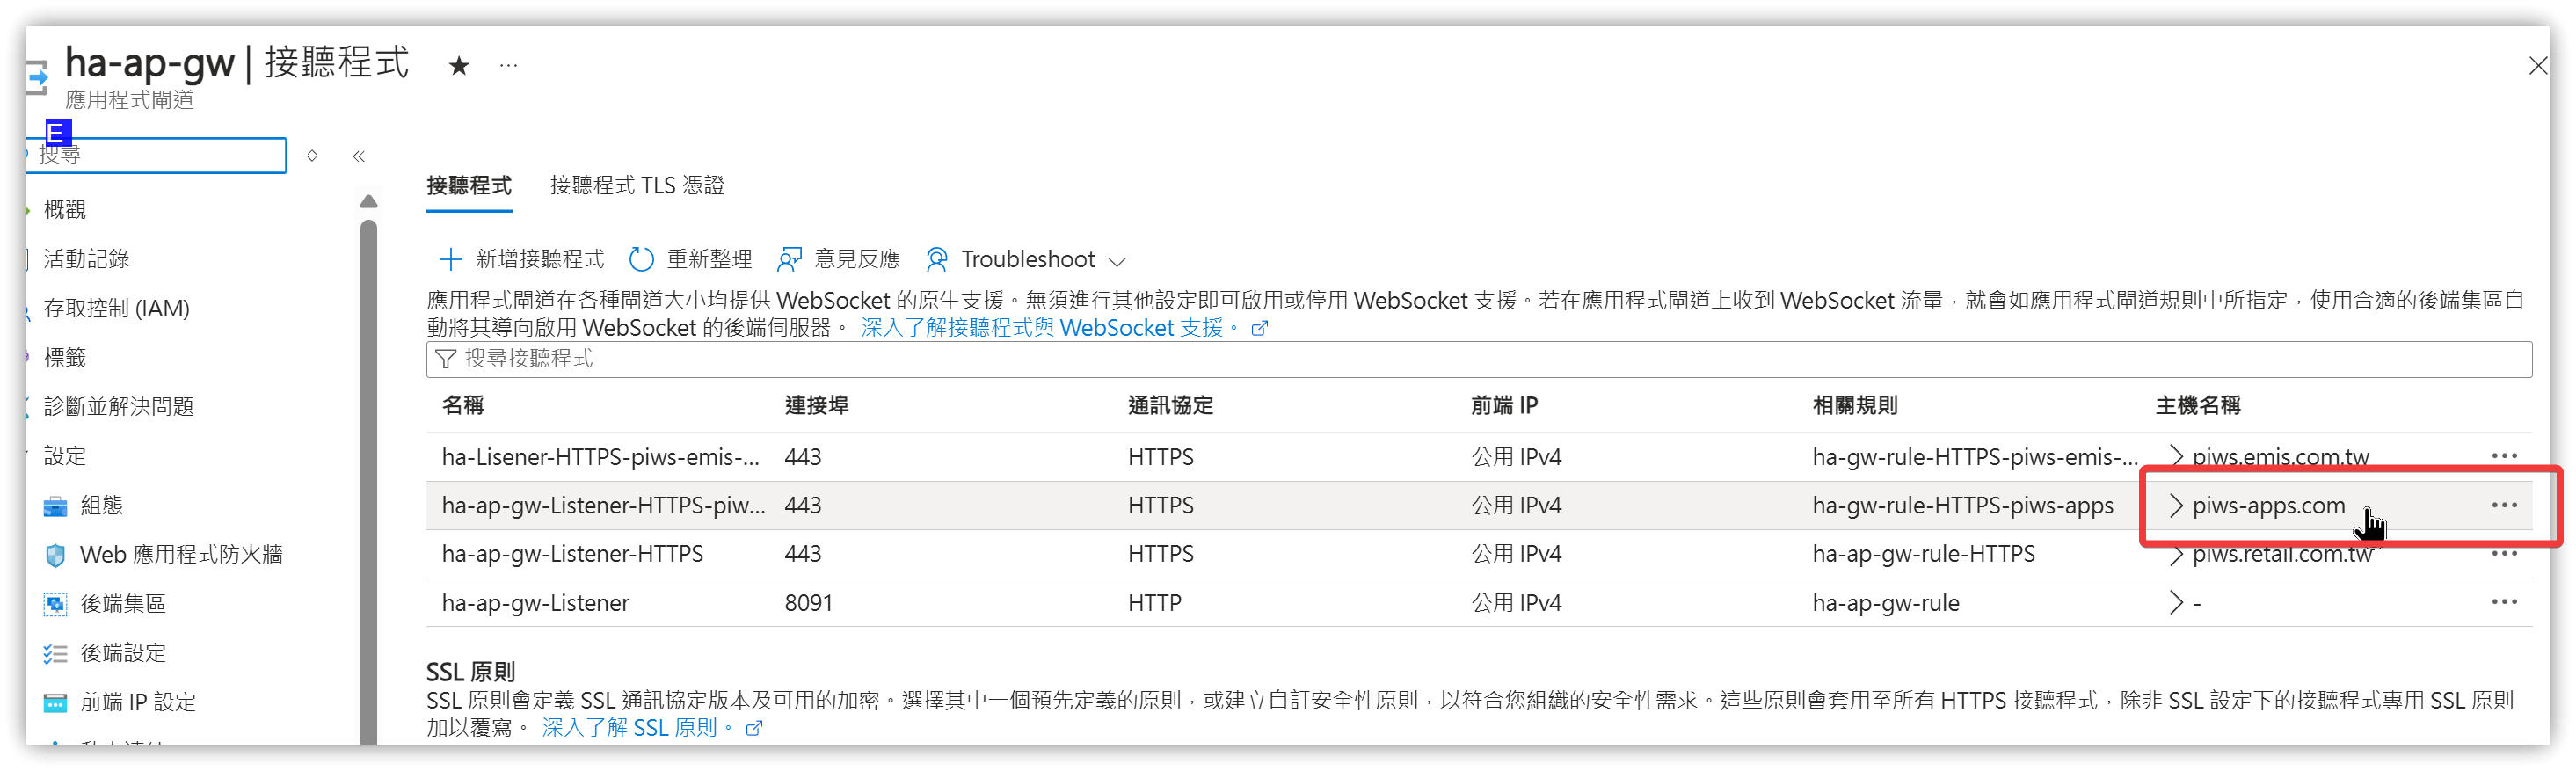 ha-ap-gw | 接聽程式 ★ ...
應用程式閘道
E
搜尋
概觀
活動記錄
存取控制 (IAM)
標籤
診斷並解決問題
設定
組態
Web 應用程式防火牆
後端集區
後端設定
前端 IP 設定
接聽程式 接聽程式 TLS 憑證
新增接聽程式 重新整理 意見反應 Troubleshoot
應用程式閘道在各種閘道大小均提供 WebSocket 的原生支援。無須進行其他設定即可啟用或停用 WebSocket 支援。若在應用程式閘道上收到 WebSocket 流量，就會如應用程式閘道規則中所指定，使用合適的後端集區自
動將其導向啟用 WebSocket 的後端伺服器。 深入了解接聽程式與 WebSocket 支援。
搜尋接聽程式
名稱 連接埠 通訊協定 前端 IP 相關規則 主機名稱
ha-Lisener-HTTPS-piws-emis-... 443 HTTPS 公用 IPv4 ha-gw-rule-HTTPS-piws-emis-... piws.emis.com.tw ...
ha-ap-gw-Listener-HTTPS-piw... 443 HTTPS 公用 IPv4 ha-gw-rule-HTTPS-piws-apps piws-apps.com ...
ha-ap-gw-Listener-HTTPS 443 HTTPS 公用 IPv4 ha-ap-gw-rule-HTTPS piws.retail.com.tw ...
ha-ap-gw-Listener 8091 HTTP 公用 IPv4 ha-ap-gw-rule - ...
SSL 原則
SSL 原則會定義 SSL 通訊協定版本及可用的加密。選擇其中一個預先定義的原則，或建立自訂安全性原則，以符合您組織的安全性需求。這些原則會套用至所有 HTTPS 接聽程式，除非 SSL 設定下的接聽程式專用 SSL 原則
加以覆寫。 深入了解 SSL 原則。